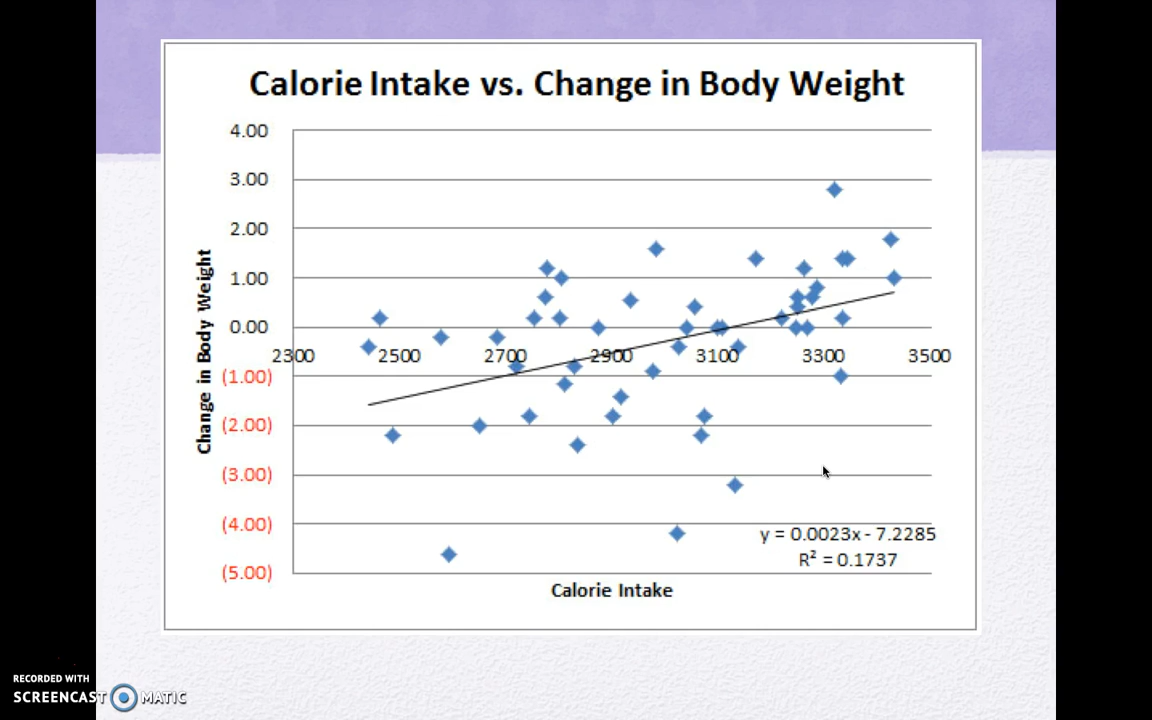 Calorie Intake vs. Change in Body Weight
4.00
3.00
2.00
1.00
0.00
2300 2500 2700 2900 3100 3300 3500
(1.00)
(2.00)
(3.00)
(4.00)
(5.00)
Change in Body Weight
y = 0.0023x - 7.2285
R² = 0.1737
Calorie Intake
RECORDED WITH
SCREENCAST MATIC